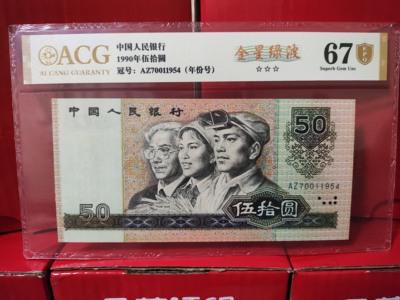 ACG
AI CANG GUARANTY
中国人民银行
1990年伍拾圆
冠号：AZ70011954（年份号）
金星绿波
☆☆☆
67
EPQ
Superb Gem Unc
中国人民银行
50
AZ70011954
50
伍拾圆